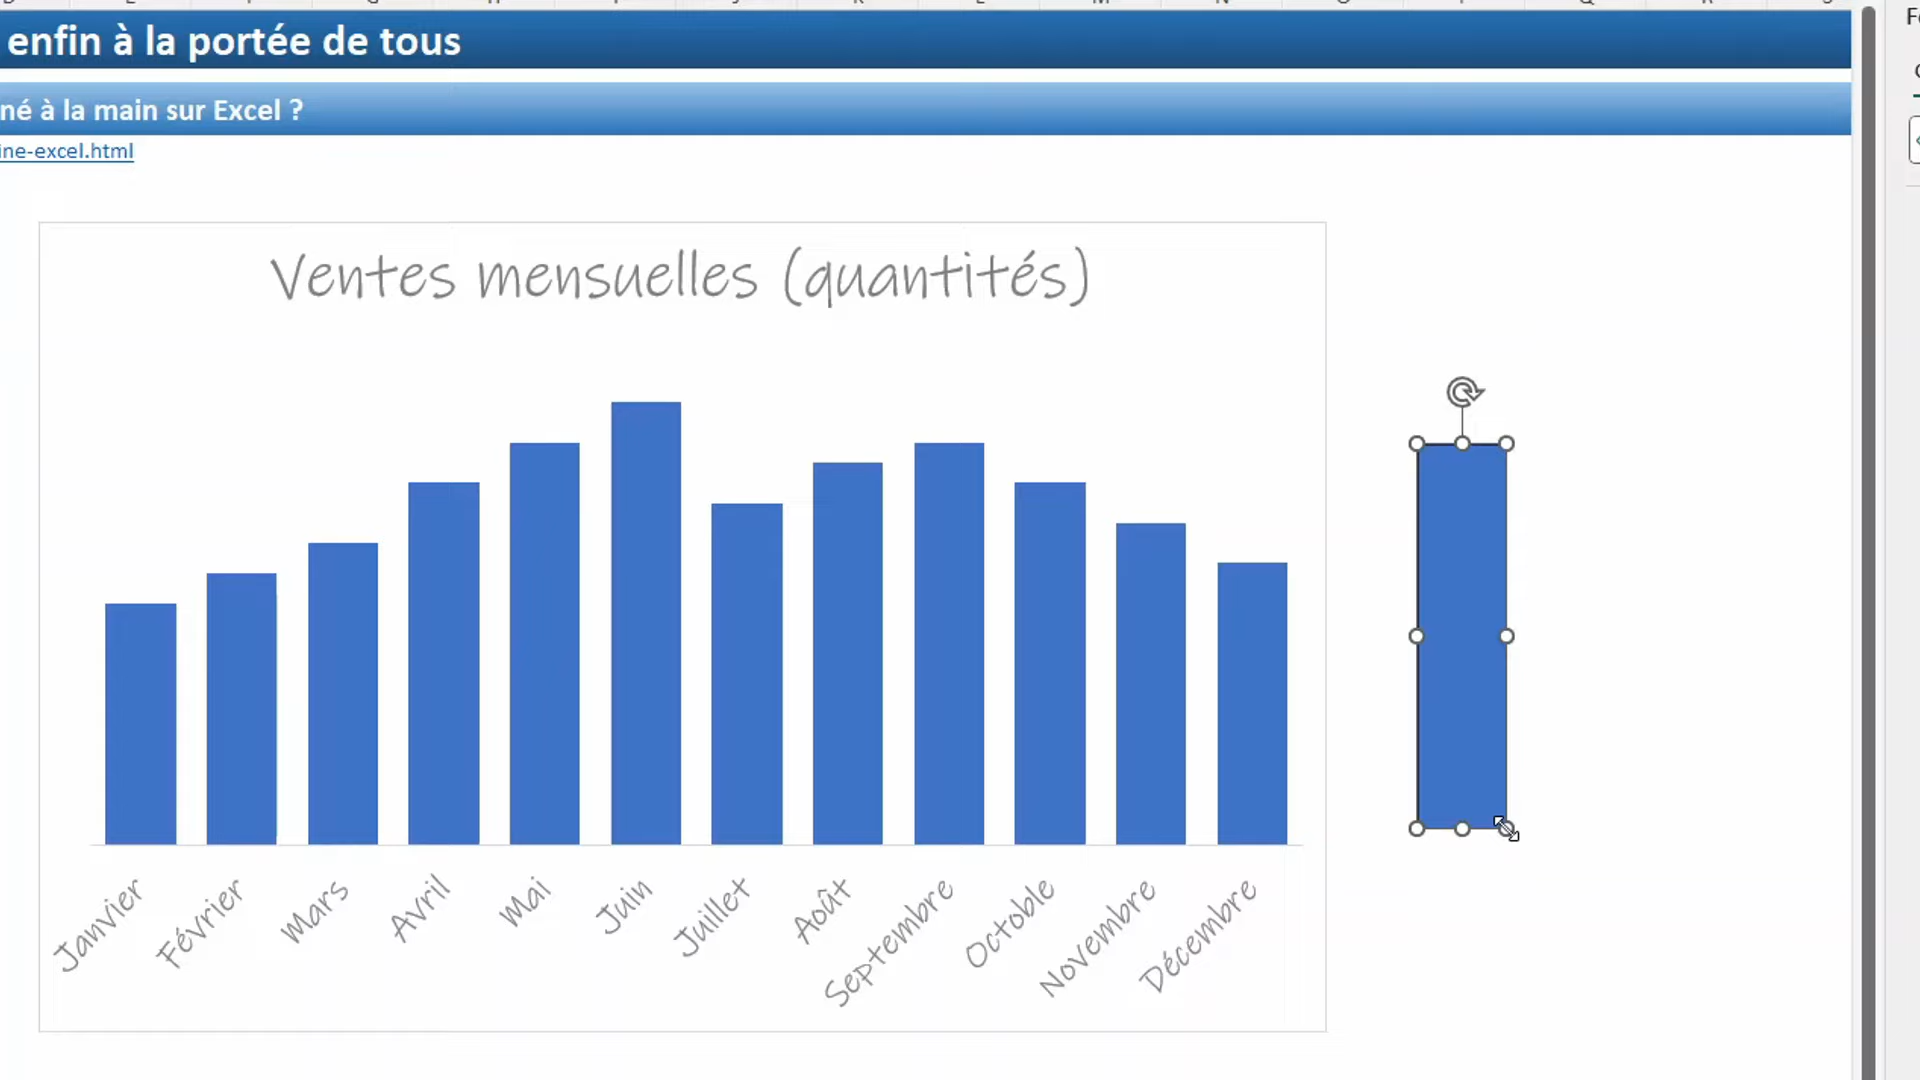 enfin à la portée de tous
né à la main sur Excel ?
ine-excel.html
Ventes mensuelles (quantités)
Janvier
Février
Mars
Avril
Mai
Juin
Juillet
Août
Septembre
Octoble
Novembre
Décembre